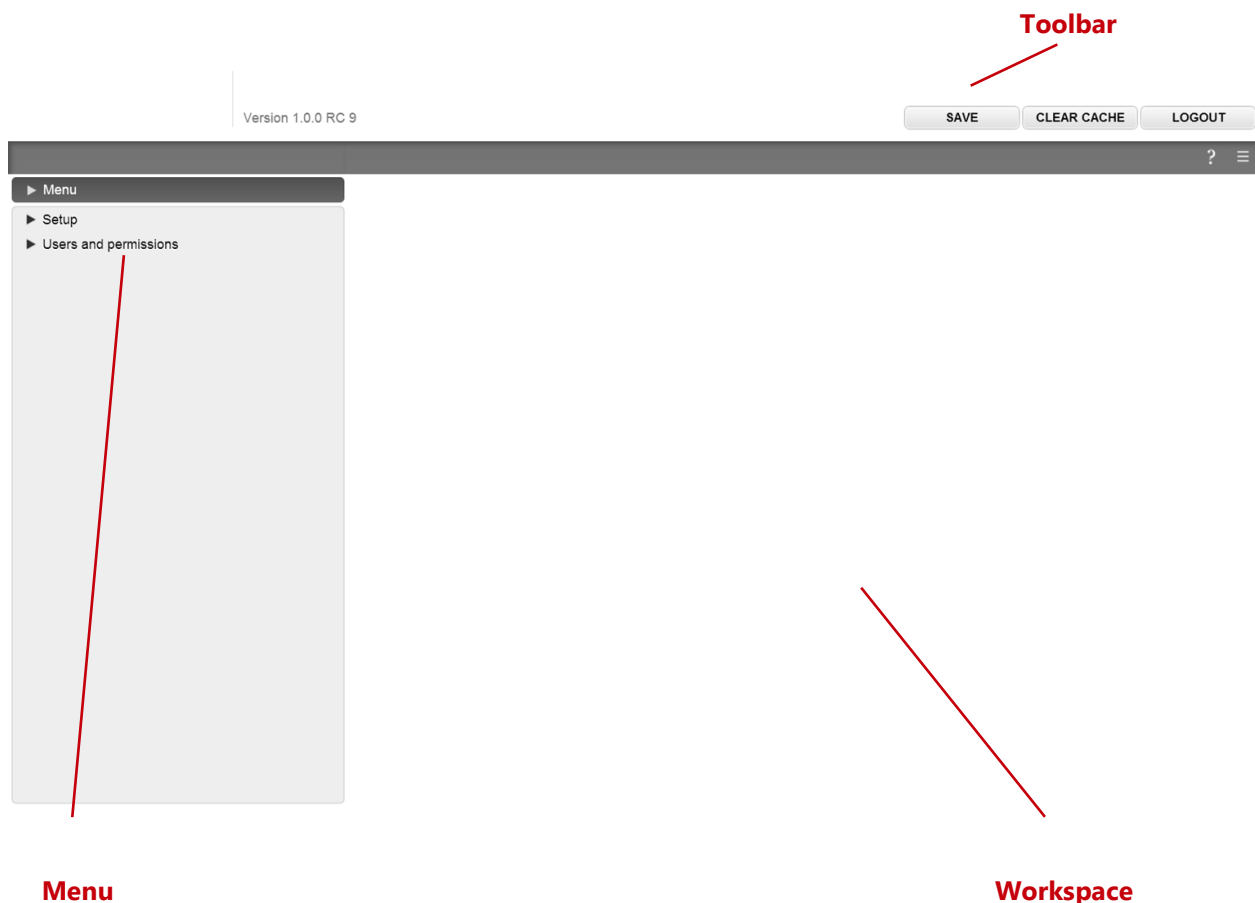 Toolbar
Version 1.0.0 RC 9
SAVE CLEAR CACHE LOGOUT
? ≡
Menu
Setup
Users and permissions
Menu Workspace